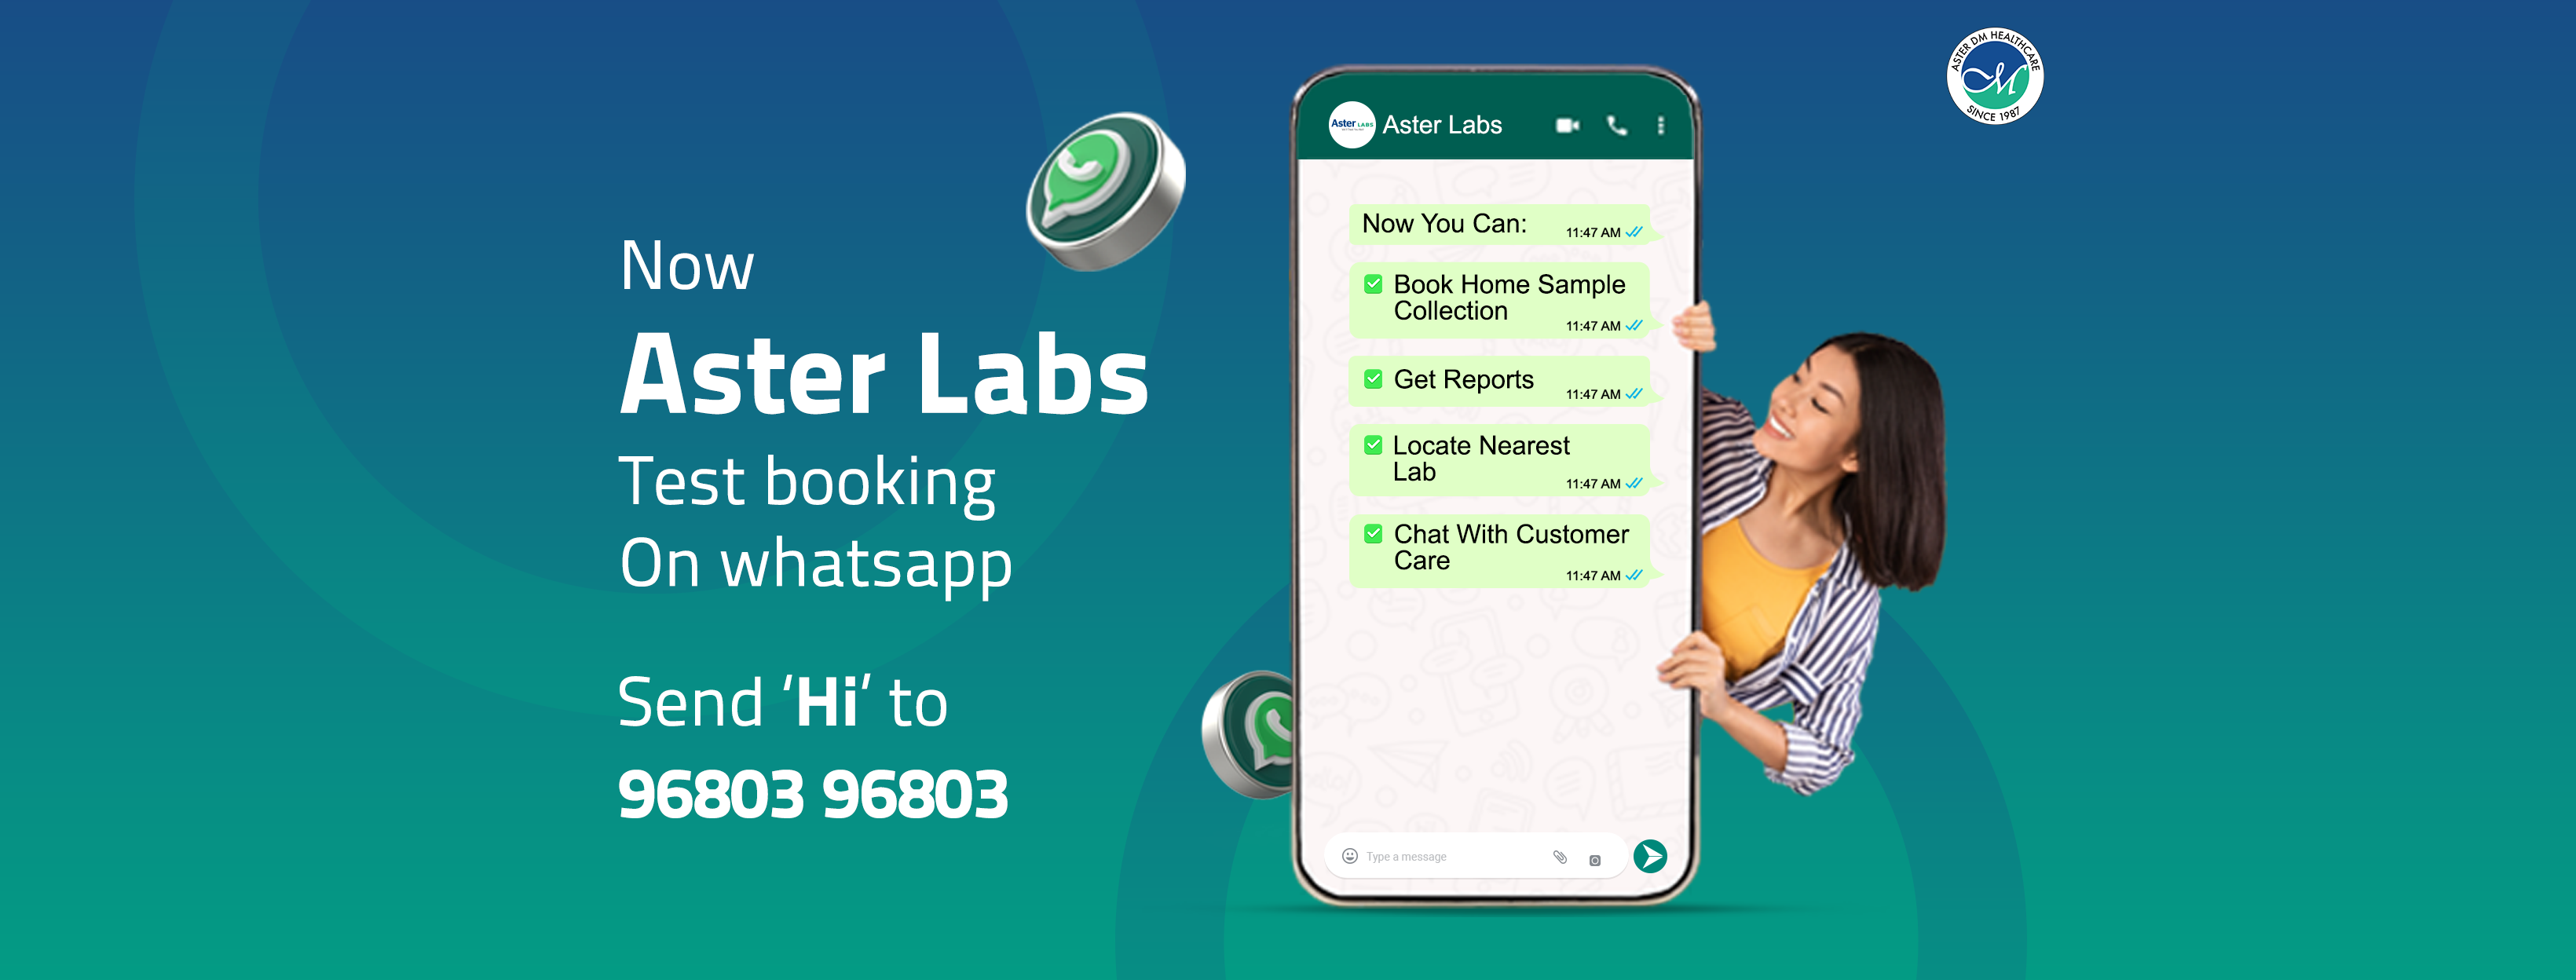 Now
Aster Labs
Test booking
On whatsapp
Send ‘Hi’ to
96803 96803
Aster LABS
Aster Labs
Now You Can:
11:47 AM
Book Home Sample
Collection
11:47 AM
Get Reports
11:47 AM
Locate Nearest
Lab
11:47 AM
Chat With Customer
Care
11:47 AM
Type a message
ASTER DM HEALTHCARE
M
SINCE 1987